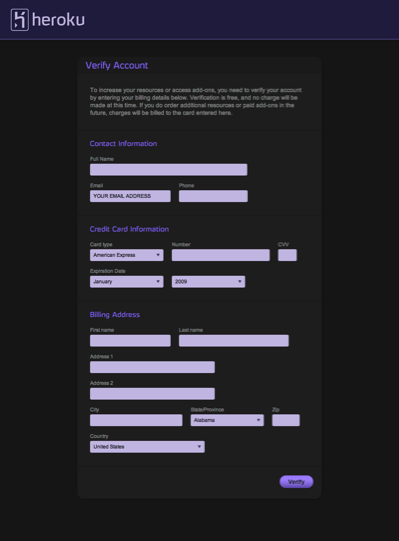 heroku
Verify Account
To increase your resources or access add-ons, you need to verify your account
by entering your billing details below. Verification is free, and no charge will be
made at this time. If you do order additional resources or paid add-ons in the
future, charges will be billed to the card entered here.
Contact Information
Full Name
Email Phone
YOUR EMAIL ADDRESS
Credit Card Information
Card type Number CVV
American Express
Expiration Date
January 2009
Billing Address
First name Last name
Address 1
Address 2
City State/Province Zip
Alabama
Country
United States
Verify